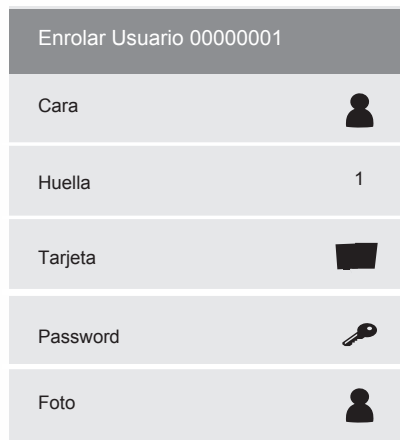 Enrolar Usuario 00000001
Cara
Huella 1
Tarjeta
Password
Foto